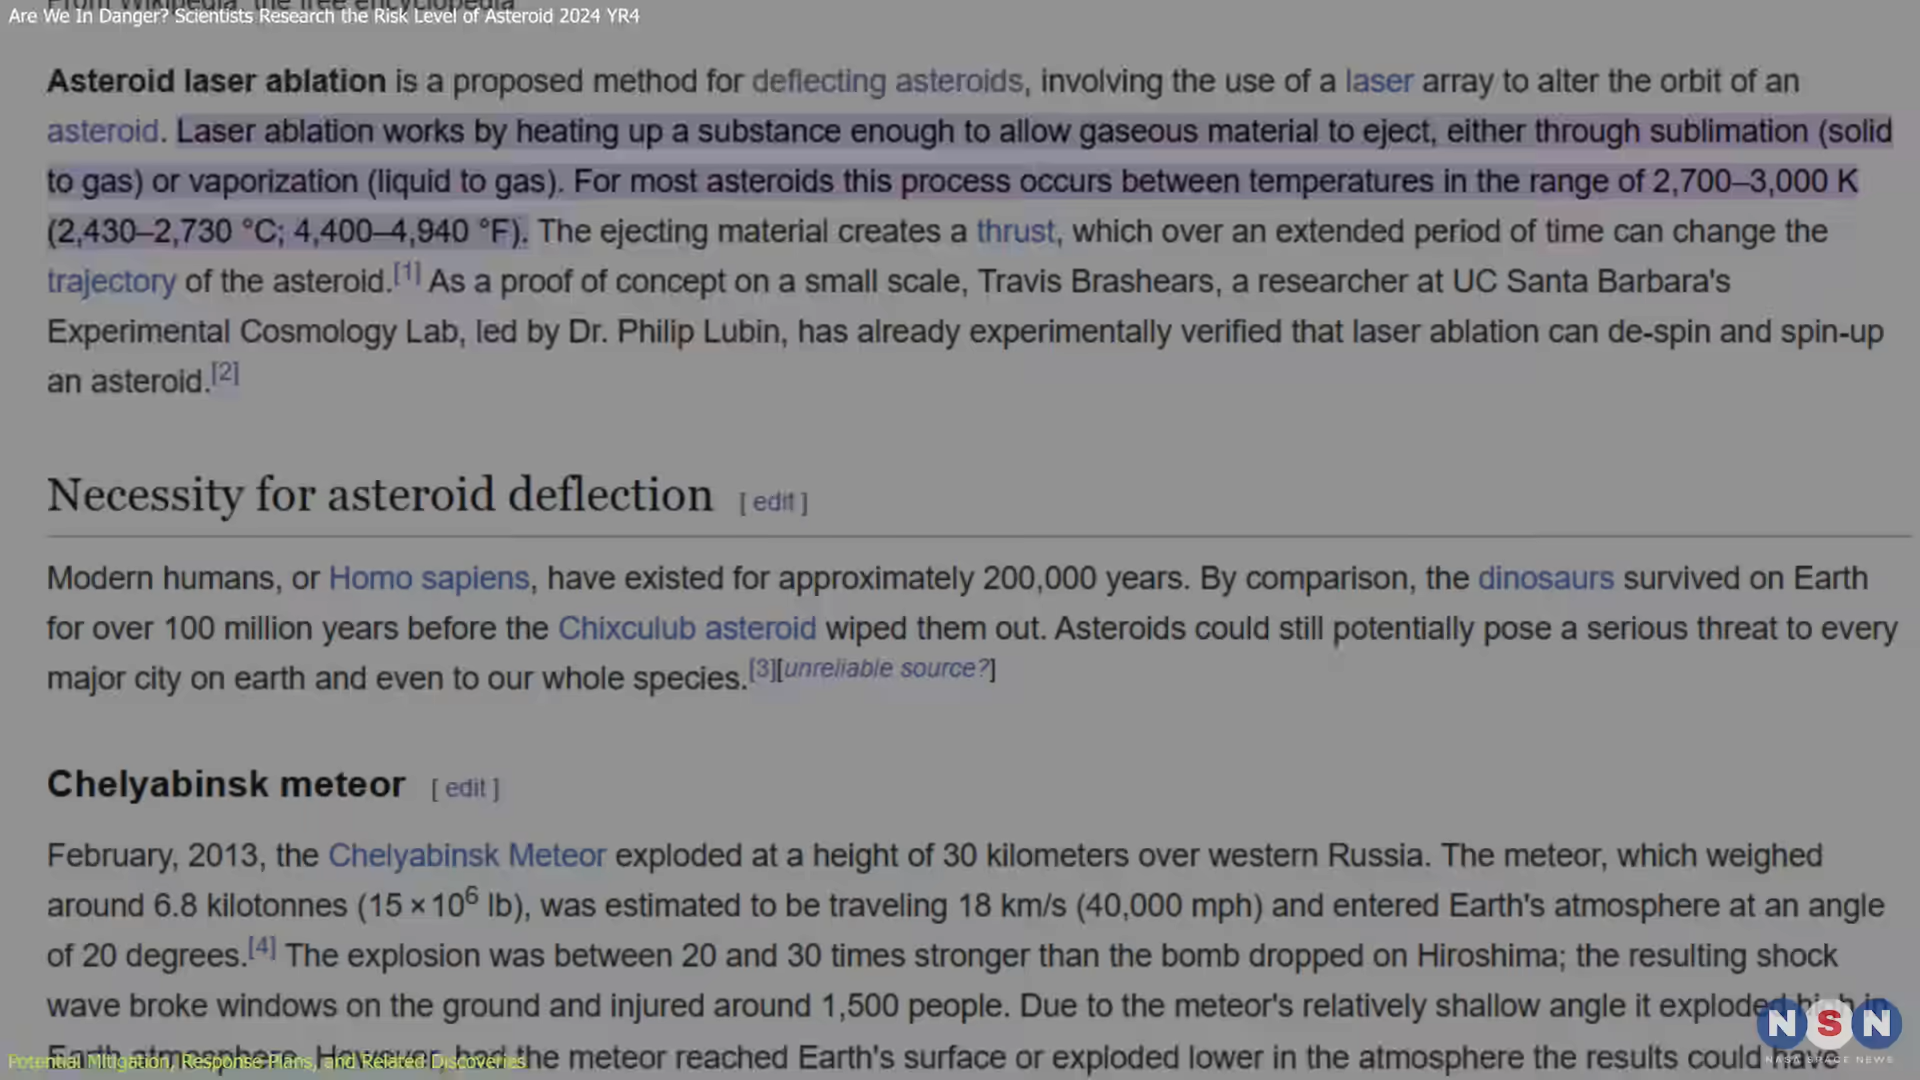 From Wikipedia, the free encyclopedia
Are We In Danger? Scientists Research the Risk Level of Asteroid 2024 YR4
Asteroid laser ablation is a proposed method for deflecting asteroids, involving the use of a laser array to alter the orbit of an
asteroid. Laser ablation works by heating up a substance enough to allow gaseous material to eject, either through sublimation (solid
to gas) or vaporization (liquid to gas). For most asteroids this process occurs between temperatures in the range of 2,700–3,000 K
(2,430–2,730 °C; 4,400–4,940 °F). The ejecting material creates a thrust, which over an extended period of time can change the
trajectory of the asteroid.[1] As a proof of concept on a small scale, Travis Brashears, a researcher at UC Santa Barbara's
Experimental Cosmology Lab, led by Dr. Philip Lubin, has already experimentally verified that laser ablation can de-spin and spin-up
an asteroid.[2]
Necessity for asteroid deflection [ edit ]
Modern humans, or Homo sapiens, have existed for approximately 200,000 years. By comparison, the dinosaurs survived on Earth
for over 100 million years before the Chixculub asteroid wiped them out. Asteroids could still potentially pose a serious threat to every
major city on earth and even to our whole species.[3][unreliable source?]
Chelyabinsk meteor [ edit ]
February, 2013, the Chelyabinsk Meteor exploded at a height of 30 kilometers over western Russia. The meteor, which weighed
around 6.8 kilotonnes (15 × 10⁶ lb), was estimated to be traveling 18 km/s (40,000 mph) and entered Earth's atmosphere at an angle
of 20 degrees.[4] The explosion was between 20 and 30 times stronger than the bomb dropped on Hiroshima; the resulting shock
wave broke windows on the ground and injured around 1,500 people. Due to the meteor's relatively shallow angle it exploded high in
Earth atmosphere. However, had the meteor reached Earth's surface or exploded lower in the atmosphere the results could have
Potential Mitigation, Response Plans, and Related Discoveries
NSN
NASA SPACE NEWS